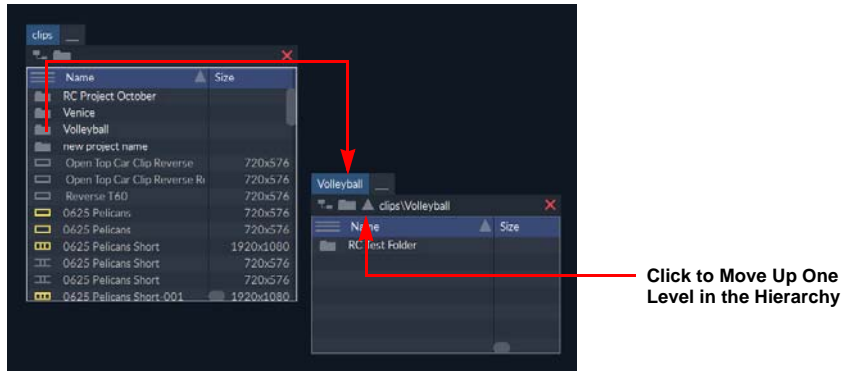 clips
Name Size
RC Project October
Venice
Volleyball
new project name
Open Top Car Clip Reverse 720x576
Open Top Car Clip Reverse R 720x576
Reverse T60 720x576
0625 Pelicans 720x576
0625 Pelicans 720x576
0625 Pelicans Short 1920x1080
0625 Pelicans Short 720x576
0625 Pelicans Short 720x576
0625 Pelicans Short-001 1920x1080
Volleyball
clips\Volleyball
Name Size
RC Test Folder
Click to Move Up One
Level in the Hierarchy